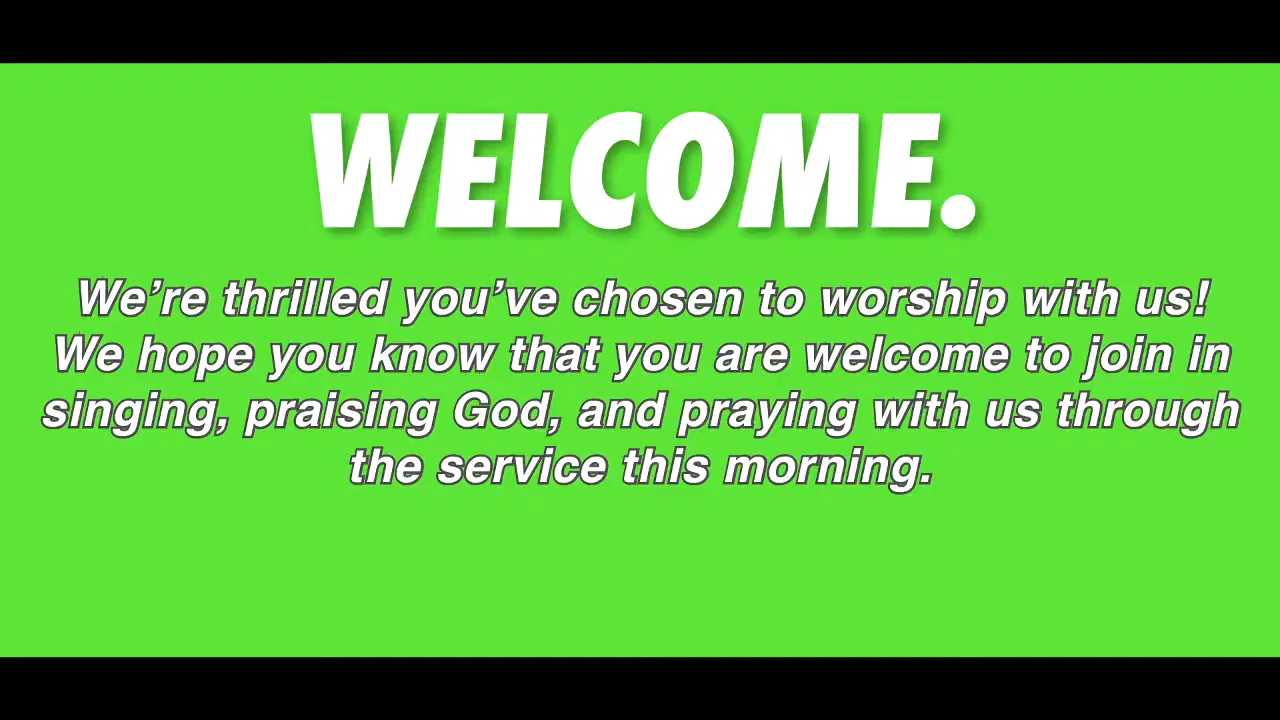 WELCOME.
We’re thrilled you’ve chosen to worship with us!
We hope you know that you are welcome to join in
singing, praising God, and praying with us through
the service this morning.